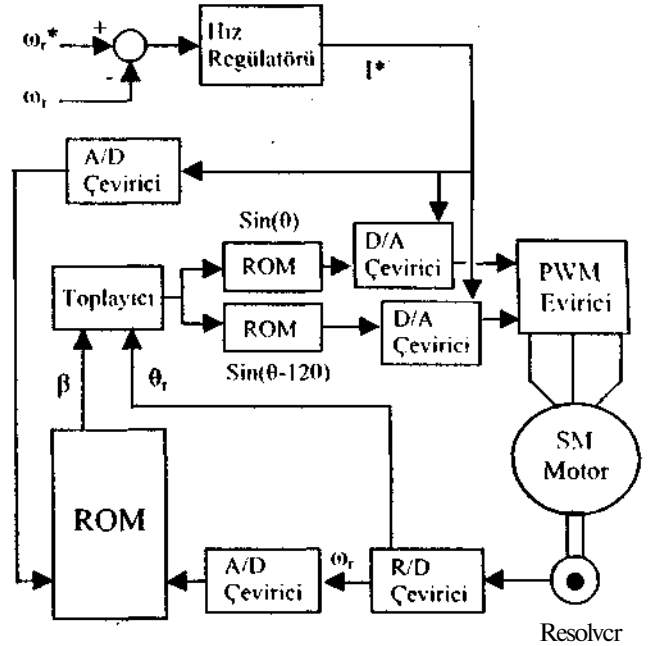 ωr*
+
Hız
Regülatörü
-
ωr
I*
A/D
Çevirici
Sin(θ)
D/A
Çevirici
ROM
PWM
Evirici
Toplayıcı
ROM
D/A
Çevirici
Sin(θ-120)
β
θr
SM
Motor
ROM
A/D
Çevirici
ωr
R/D
Çevirici
Resolver